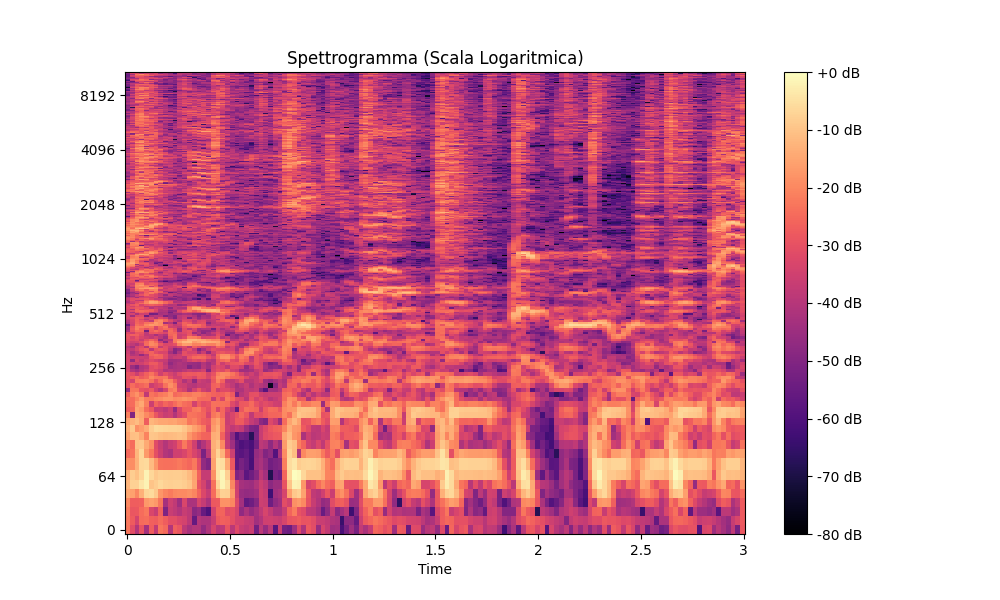 Spettrogramma (Scala Logaritmica)
Hz
8192
4096
2048
1024
512
256
128
64
0
0
0.5
1
1.5
2
2.5
3
Time
+0 dB
-10 dB
-20 dB
-30 dB
-40 dB
-50 dB
-60 dB
-70 dB
-80 dB